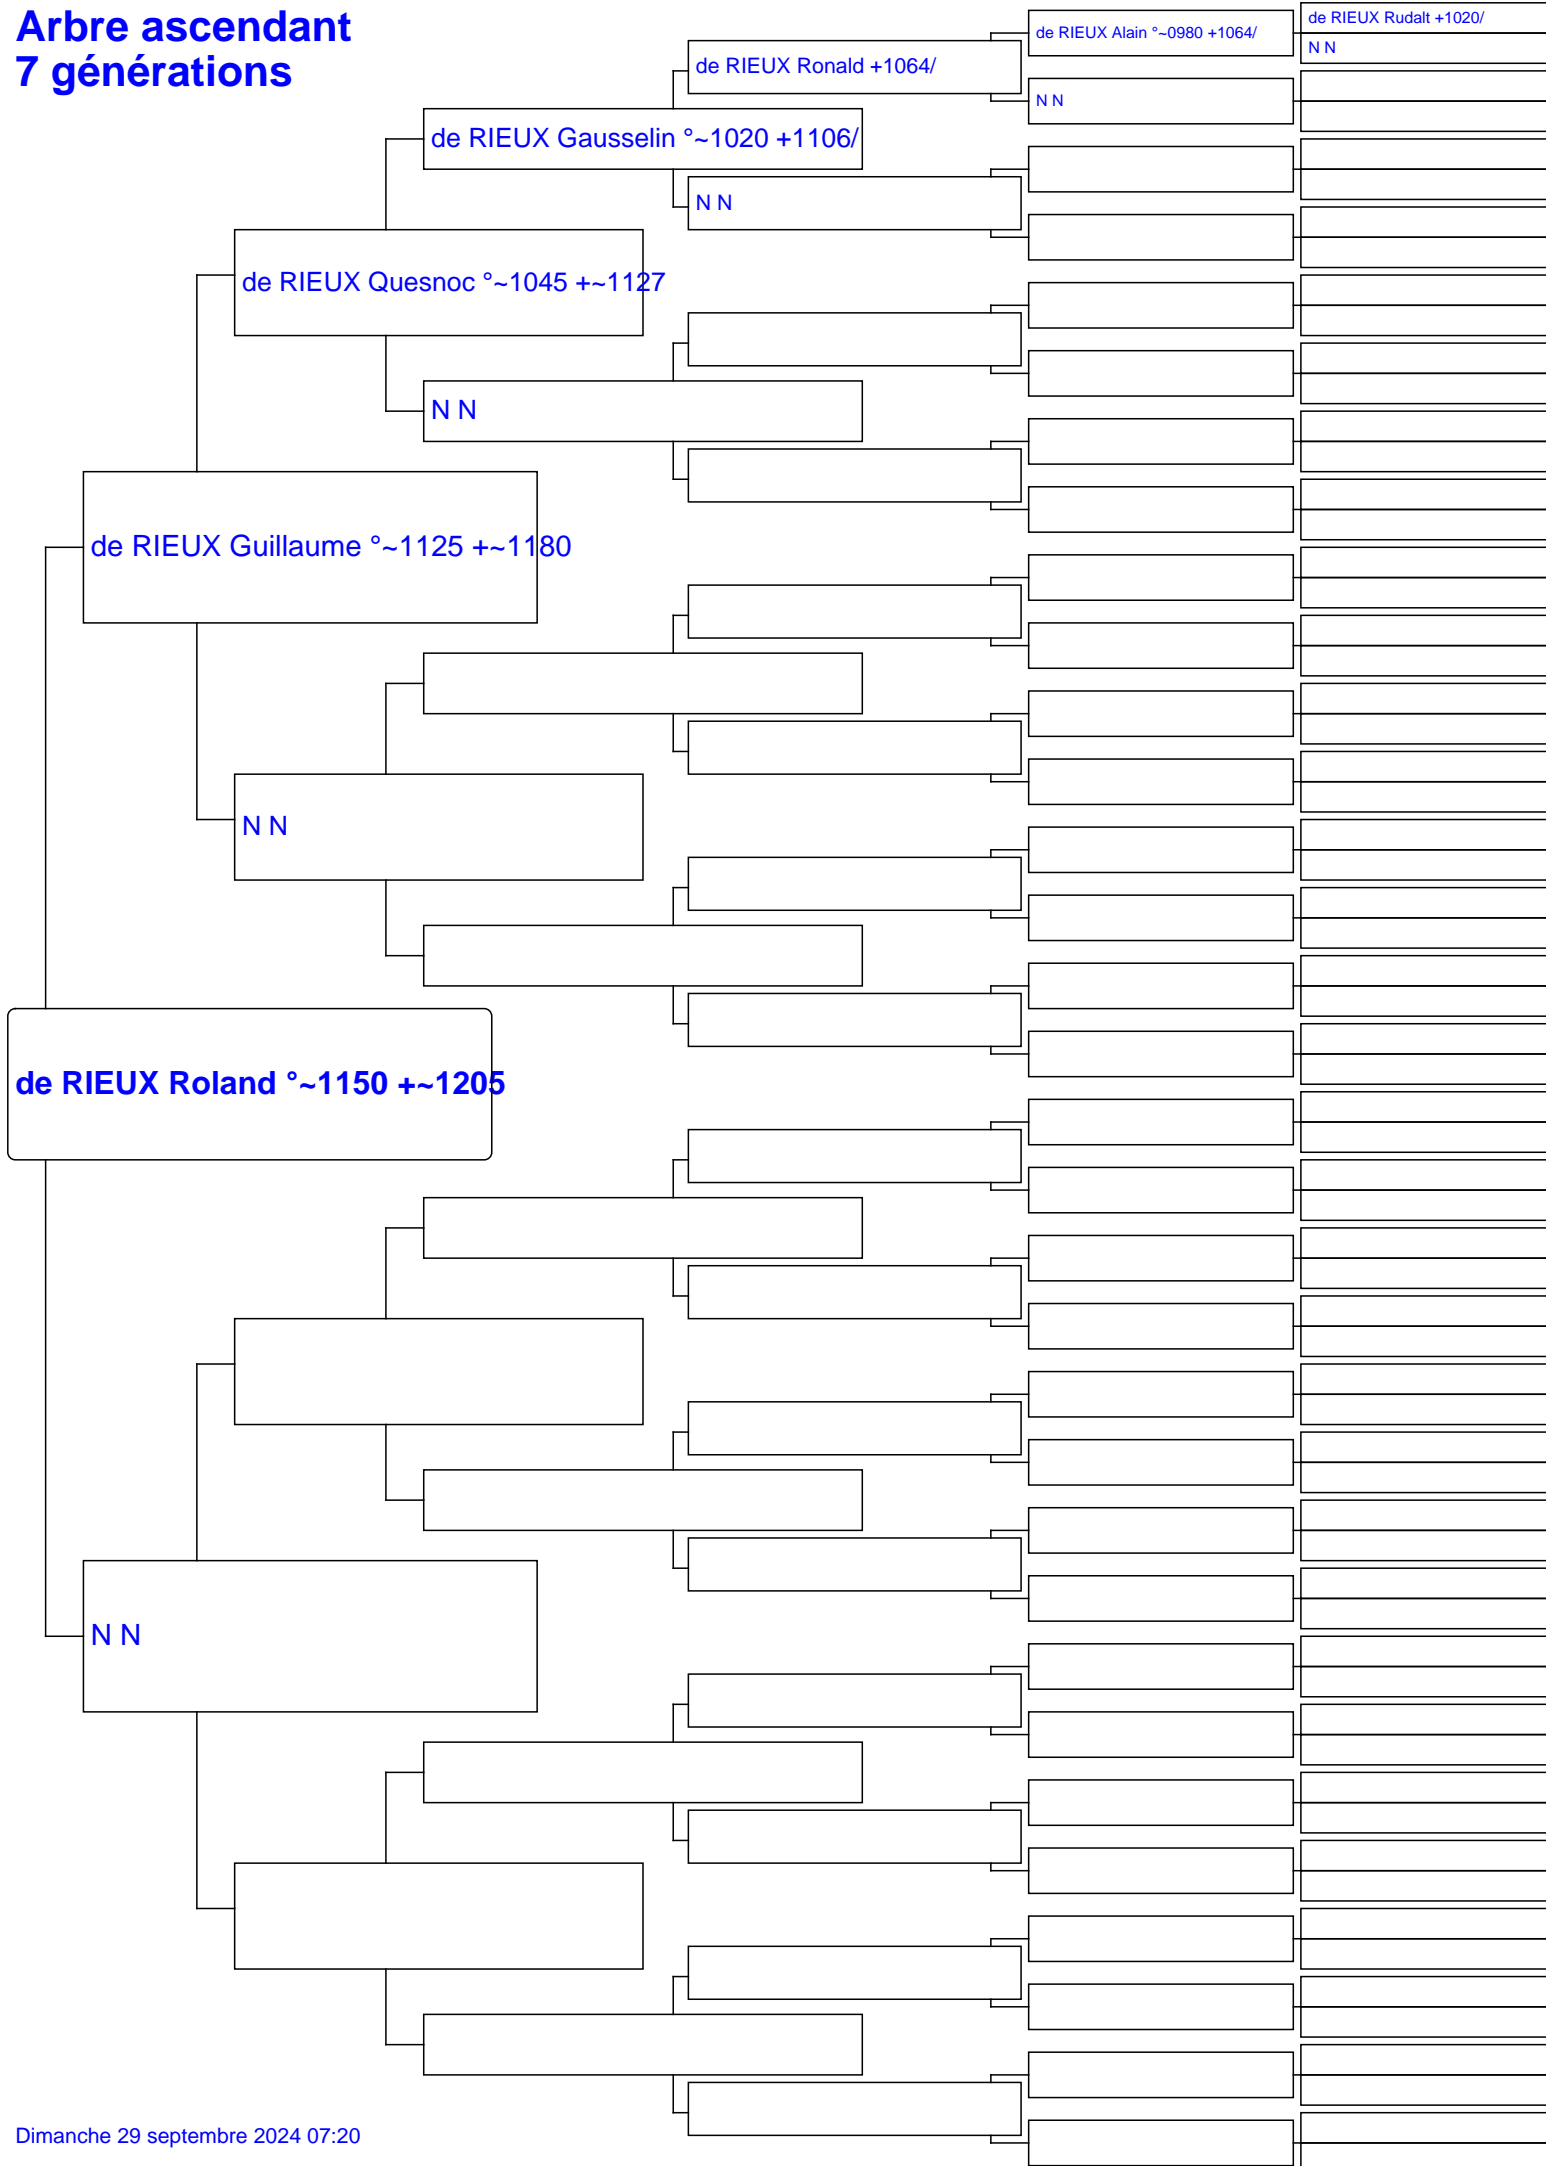 Arbre ascendant
7 générations
de RIEUX Rudalt +1020/
de RIEUX Alain °~0980 +1064/
N N
de RIEUX Ronald +1064/
N N
de RIEUX Gausselin °~1020 +1106/
N N
de RIEUX Quesnoc °~1045 +~1127
N N
de RIEUX Guillaume °~1125 +~1180
N N
de RIEUX Roland °~1150 +~1205
N N
Dimanche 29 septembre 2024 07:20